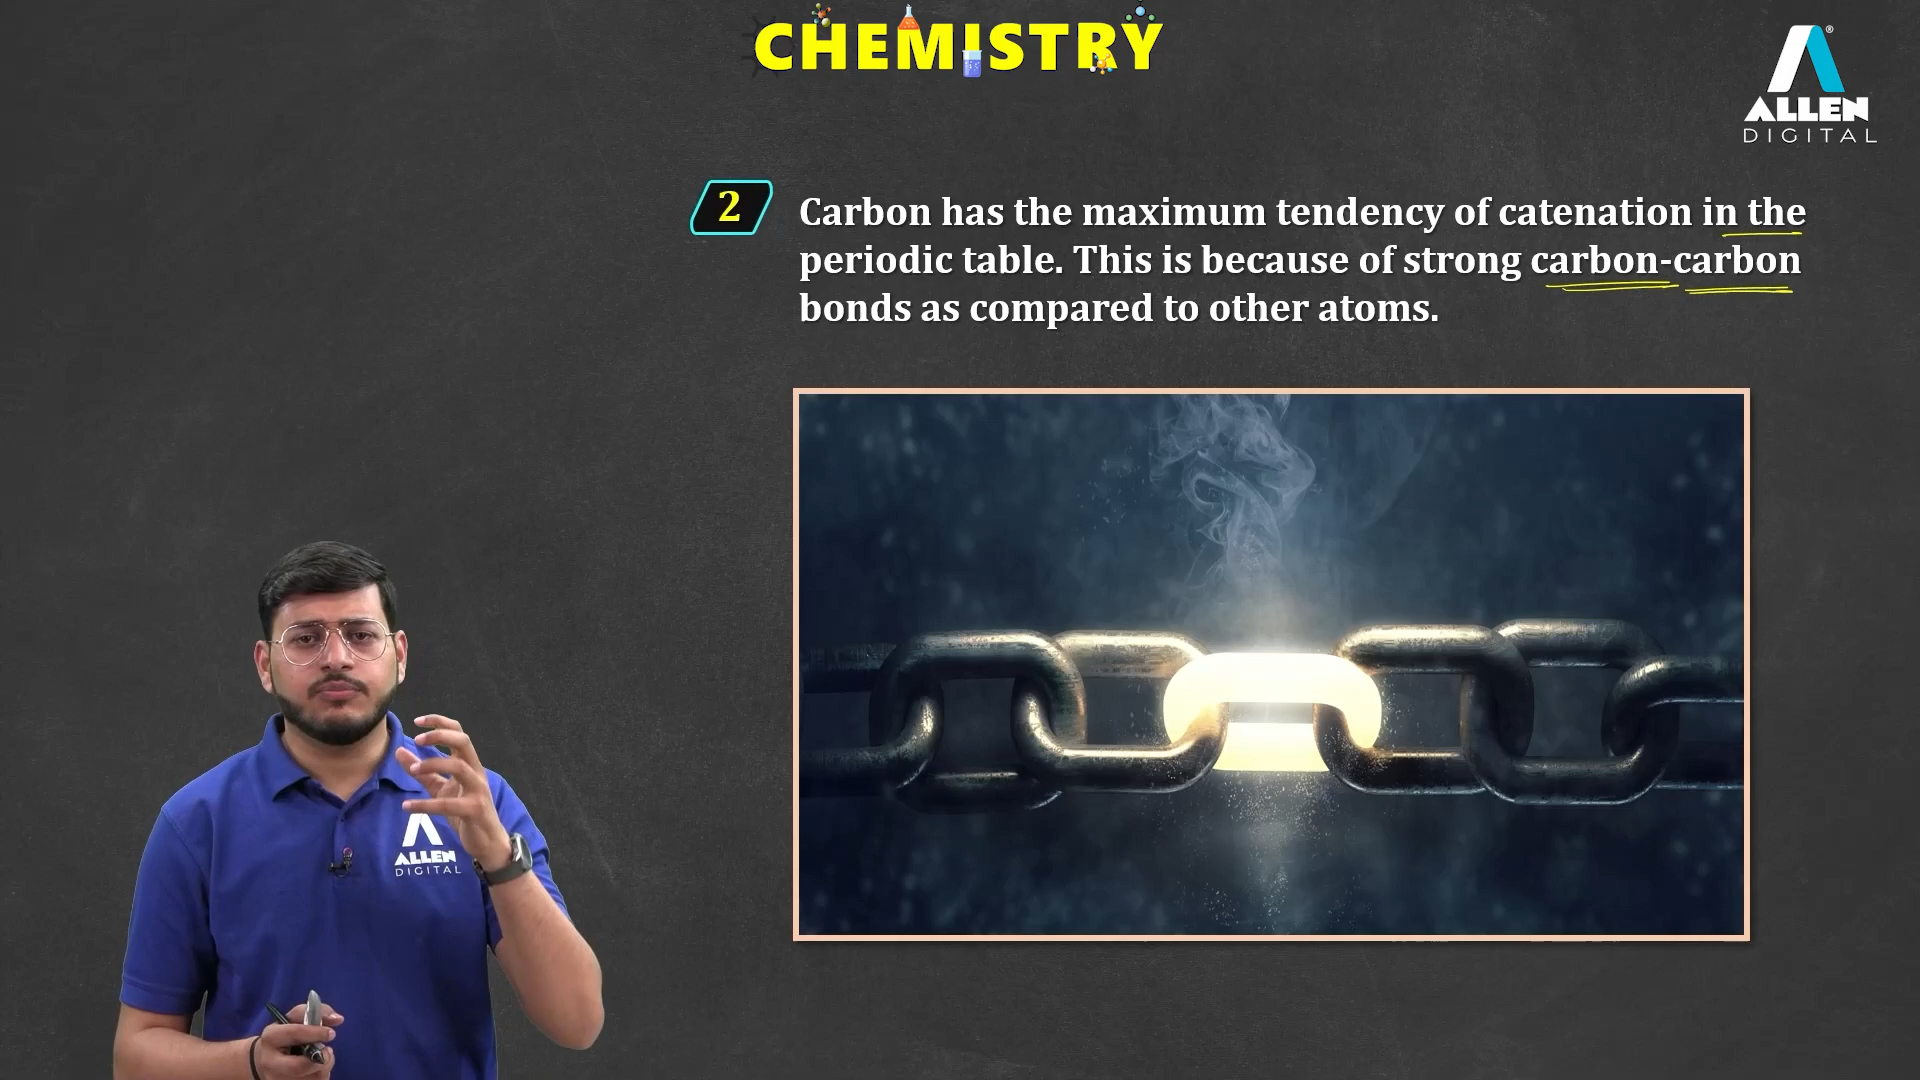 CHEMISTRY
ALLEN
DIGITAL
2
Carbon has the maximum tendency of catenation in the
periodic table. This is because of strong carbon-carbon
bonds as compared to other atoms.
ALLEN
DIGITAL